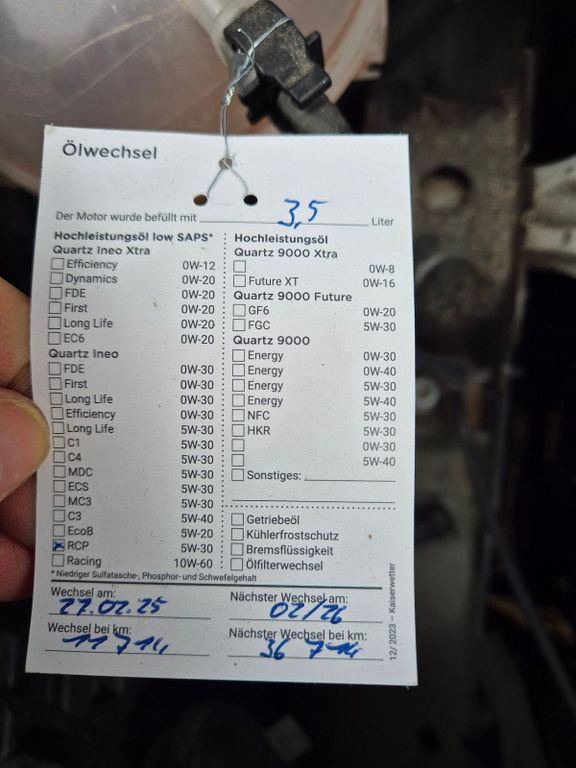 Ölwechsel
Der Motor wurde befüllt mit 3,5 Liter
Hochleistungsöl low SAPS*
Quartz Ineo Xtra
Efficiency 0W-12
Dynamics 0W-20
FDE 0W-20
First 0W-20
Long Life 0W-20
EC6 0W-20
Quartz Ineo
FDE 0W-30
First 0W-30
Long Life 0W-30
Efficiency 0W-30
Long Life 5W-30
C1 5W-30
C4 5W-30
MDC 5W-30
ECS 5W-30
MC3 5W-30
C3 5W-40
EcoB 5W-20
RCP 5W-30
Racing 10W-60
* Niedriger Sulfatasche-, Phosphor- und Schwefelgehalt
Hochleistungsöl
Quartz 9000 Xtra
0W-8
Future XT 0W-16
Quartz 9000 Future
GF6 0W-20
FGC 5W-30
Quartz 9000
Energy 0W-30
Energy 0W-40
Energy 5W-30
Energy 5W-40
NFC 5W-30
HKR 5W-30
0W-30
5W-40
Sonstiges:
Getriebeöl
Kühlerfrostschutz
Bremsflüssigkeit
Ölfilterwechsel
Wechsel am: Nächster Wechsel am:
27.02.25 02/26
Wechsel bei km: Nächster Wechsel bei km:
11 714 36 714
12/ 2023 – Kaiserwetter